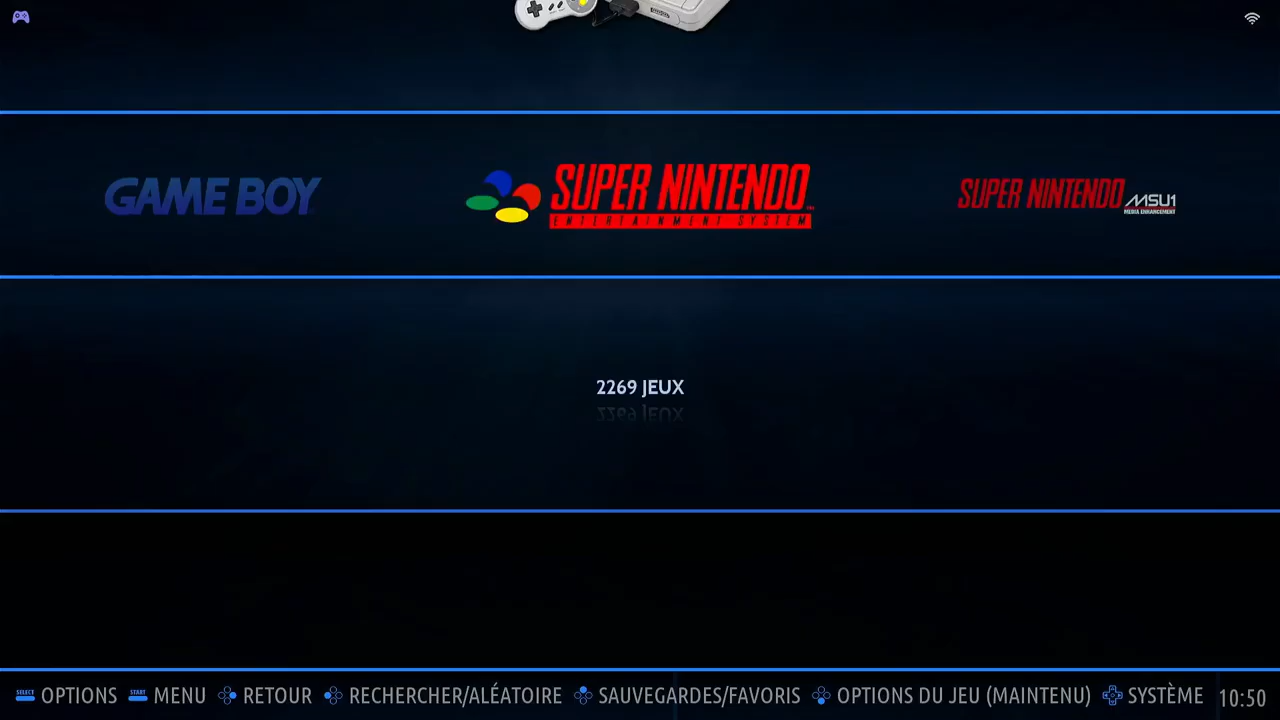 GAME BOY
SUPER NINTENDO
ENTERTAINMENT SYSTEM
SUPER NINTENDO MSU1
MEDIA ENHANCEMENT
2269 JEUX
SELECT OPTIONS START MENU RETOUR RECHERCHER/ALÉATOIRE SAUVEGARDES/FAVORIS OPTIONS DU JEU (MAINTENU) SYSTÈME 10:50